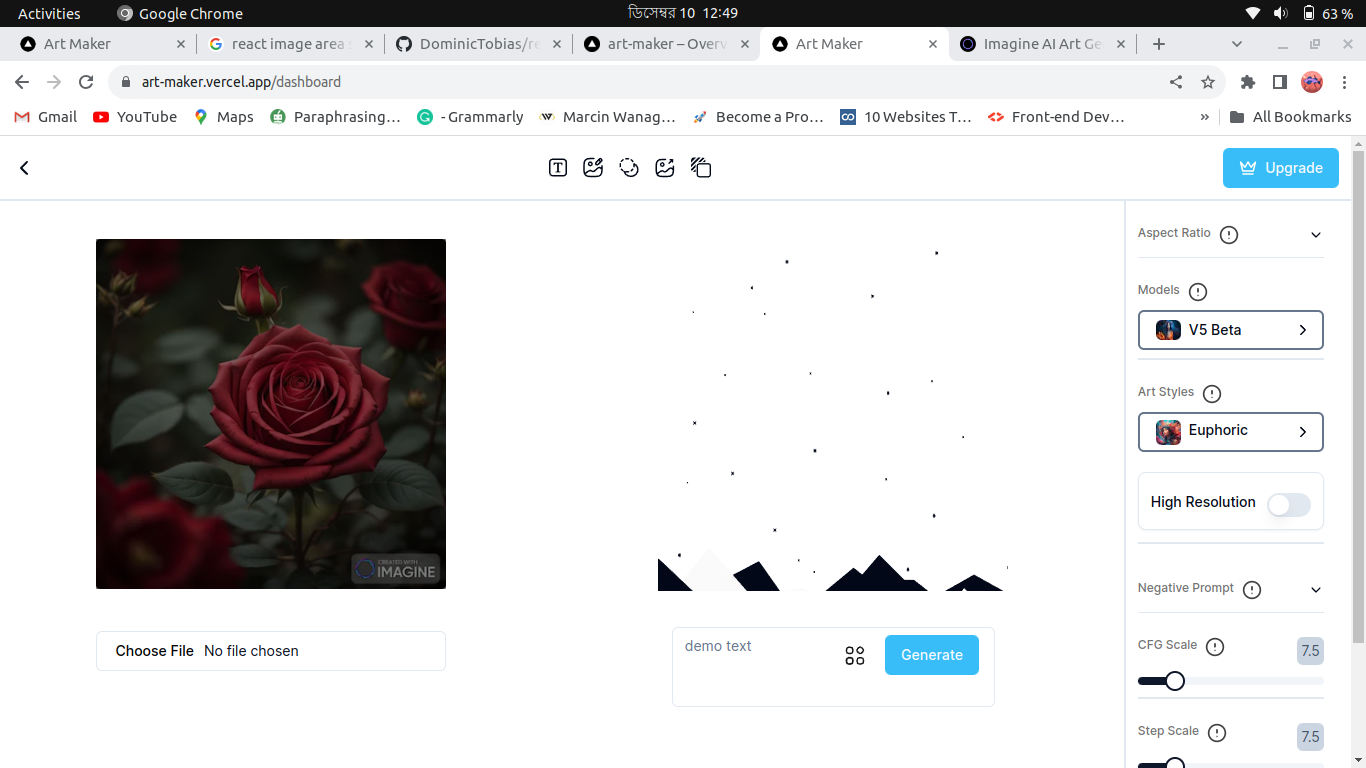 Activities Google Chrome ডিসেম্বর 10 12:49 63 %
Art Maker react image area DominicTobias/re art-maker – Overv Art Maker Imagine AI Art Ge
art-maker.vercel.app/dashboard
Gmail YouTube Maps Paraphrasing... - Grammarly Marcin Wanag... Become a Pro... 10 Websites T... Front-end Dev... » All Bookmarks
Upgrade
Aspect Ratio
Models
V5 Beta
Art Styles
Euphoric
High Resolution
CREATED WITH
IMAGINE
Negative Prompt
Choose File No file chosen
demo text
Generate
CFG Scale 7.5
Step Scale 7.5